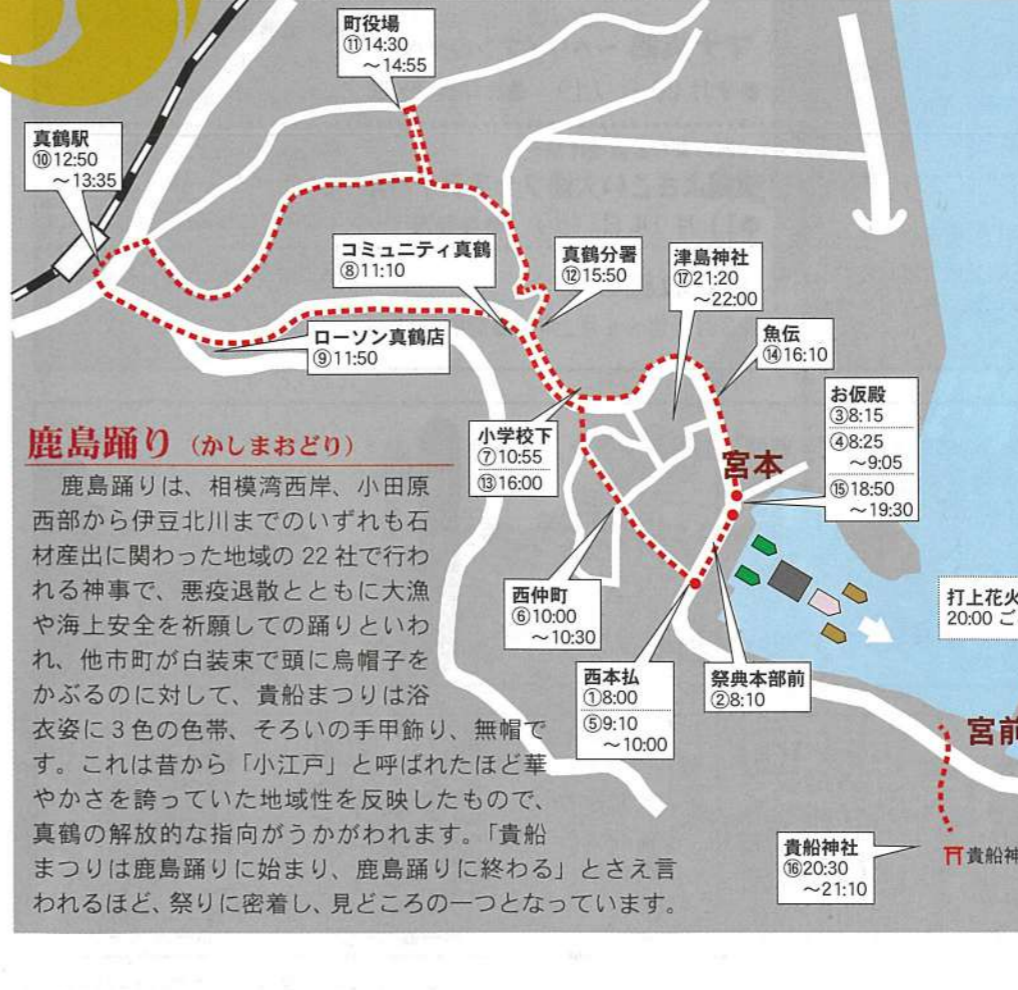 町役場
⑪14:30
～14:55
真鶴駅
⑩12:50
～13:35
コミュニティ真鶴
⑧11:10
真鶴分署
⑫15:50
津島神社
⑰21:20
～22:00
ローソン真鶴店
⑨11:50
魚伝
⑭16:10
お仮殿
③8:15
④8:25
～9:05
⑮18:50
～19:30
小学校下
⑦10:55
⑬16:00
宮本
西仲町
⑥10:00
～10:30
打上花火
20:00 ご
西本払
①8:00
⑤9:10
～10:00
祭典本部前
②8:10
宮前
貴船神社
⑯20:30
～21:10
貴船神
鹿島踊り（かしまおどり）
鹿島踊りは、相模湾西岸、小田原
西部から伊豆北川までのいずれも石
材産出に関わった地域の 22 社で行わ
れる神事で、悪疫退散とともに大漁
や海上安全を祈願しての踊りといわ
れ、他市町が白装束で頭に烏帽子を
かぶるのに対して、貴船まつりは浴
衣姿に 3 色の色帯、そろいの手甲飾り、無帽で
す。これは昔から「小江戸」と呼ばれたほど華
やかさを誇っていた地域性を反映したもので、
真鶴の解放的な指向がうかがわれます。「貴船
まつりは鹿島踊りに始まり、鹿島踊りに終わる」とさえ言
われるほど、祭りに密着し、見どころの一つとなっています。